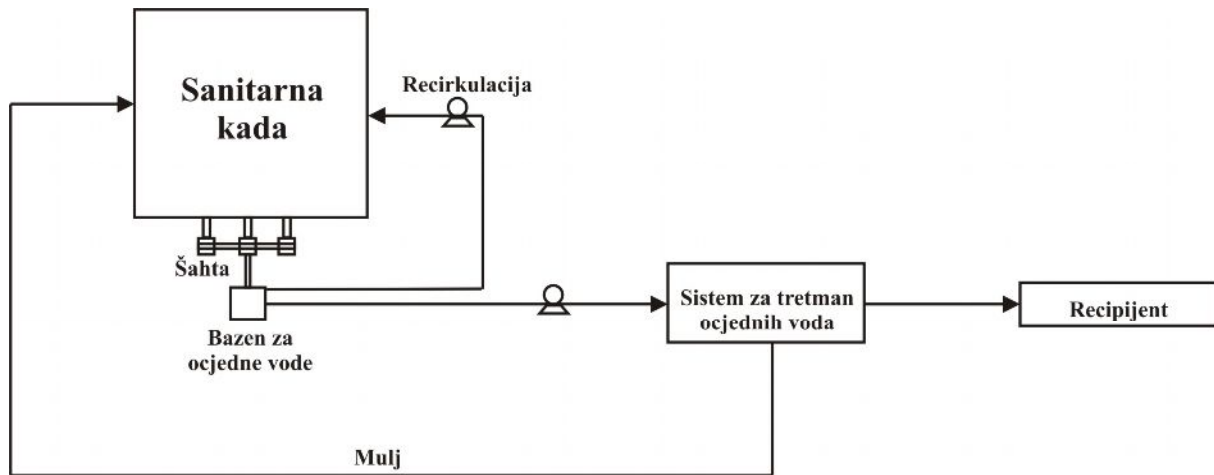 Sanitarna
kada
Recirkulacija
Šahta
Bazen za
ocjedne vode
Sistem za tretman
ocjednih voda
Recipijent
Mulj